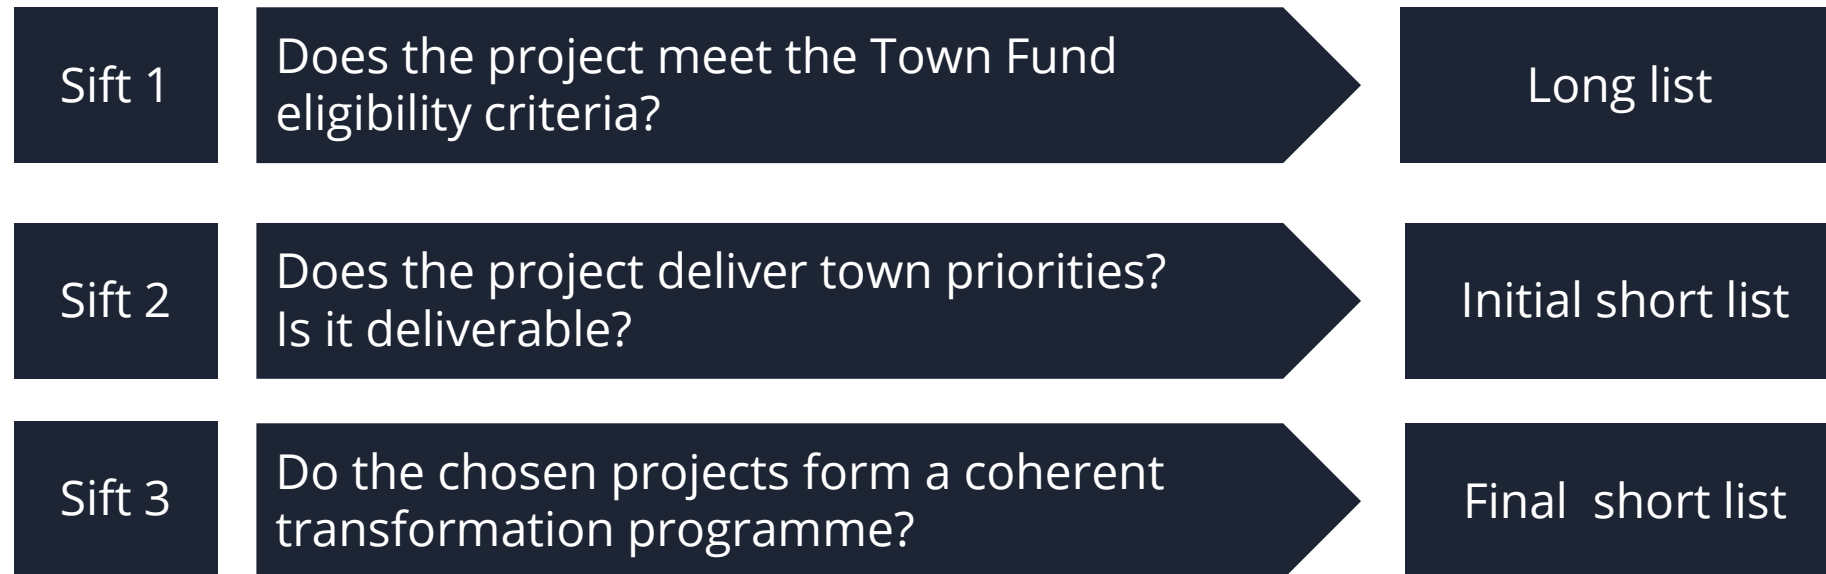 Sift 1
Does the project meet the Town Fund
eligibility criteria?
Long list
Sift 2
Does the project deliver town priorities?
Is it deliverable?
Initial short list
Sift 3
Do the chosen projects form a coherent
transformation programme?
Final  short list